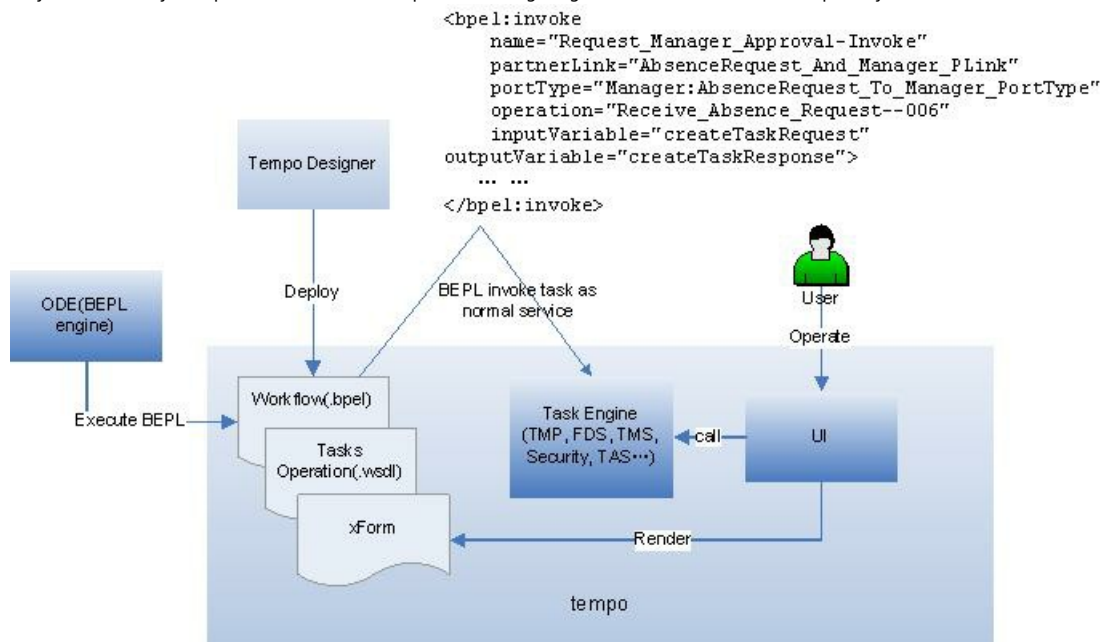 <bpel:invoke
name="Request_Manager_Approval-Invoke"
partnerLink="AbsenceRequest_And_Manager_PLink"
portType="Manager:AbsenceRequest_To_Manager_PortType"
operation="Receive_Absence_Request--006"
inputVariable="createTaskRequest"
outputVariable="createTaskResponse">
... ...
</bpel:invoke>
Tempo Designer
ODE(BEPL
engine)
Deploy
BEPL invoke task as
normal service
User
Operate
Execute BEPL
Workflow(.bpel)
Tasks
Operation(.wsdl)
xForm
Task Engine
(TMP, FDS, TMS,
Security, TAS…)
call
UI
Render
tempo